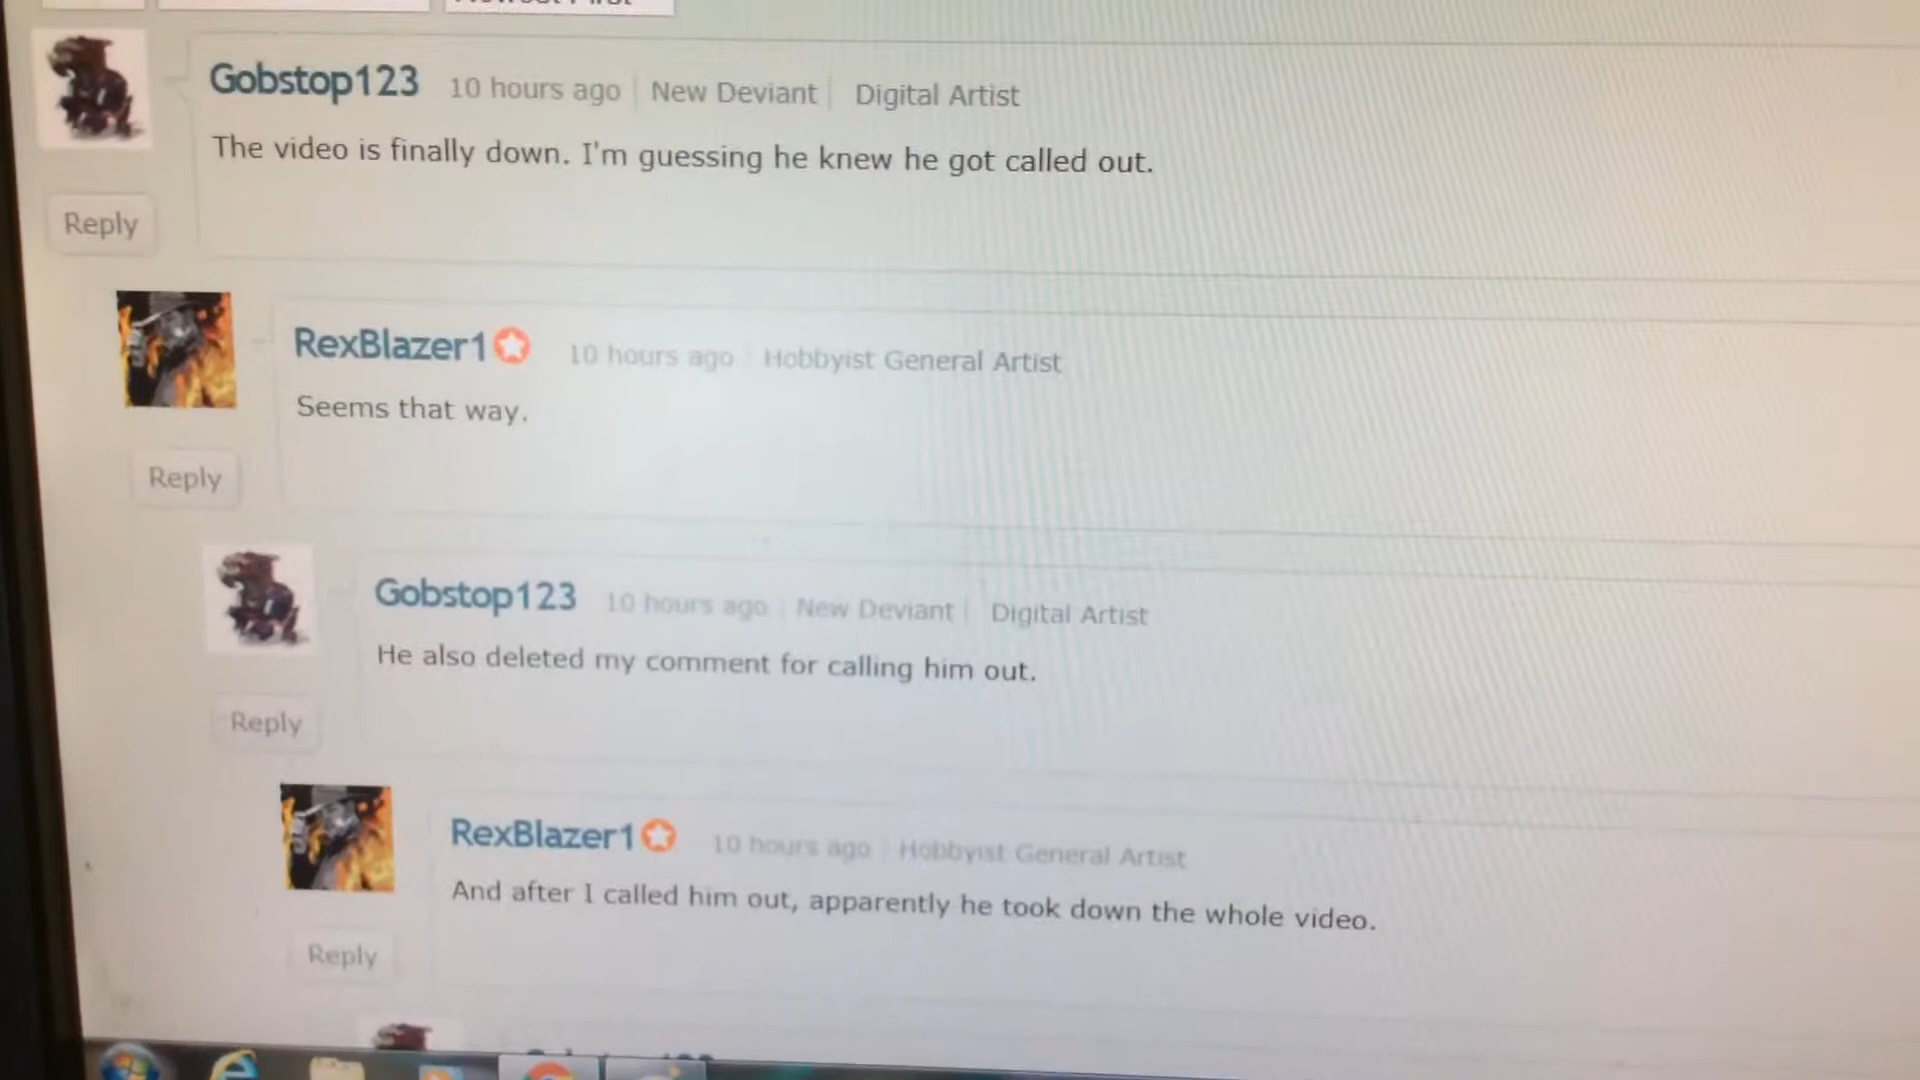 Gobstop123 10 hours ago New Deviant Digital Artist
The video is finally down. I'm guessing he knew he got called out.
Reply
RexBlazer1 10 hours ago Hobbyist General Artist
Seems that way.
Reply
Gobstop123 10 hours ago New Deviant Digital Artist
He also deleted my comment for calling him out.
Reply
RexBlazer1 10 hours ago Hobbyist General Artist
And after I called him out, apparently he took down the whole video.
Reply